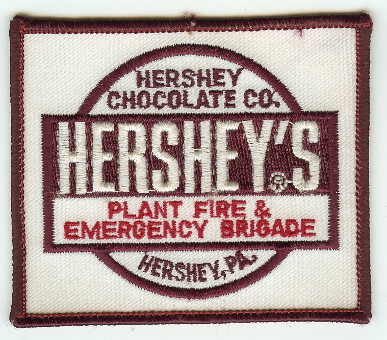 HERSHEY
CHOCOLATE CO.
HERSHEY'S®
PLANT FIRE &
EMERGENCY BRIGADE
HERSHEY, PA.